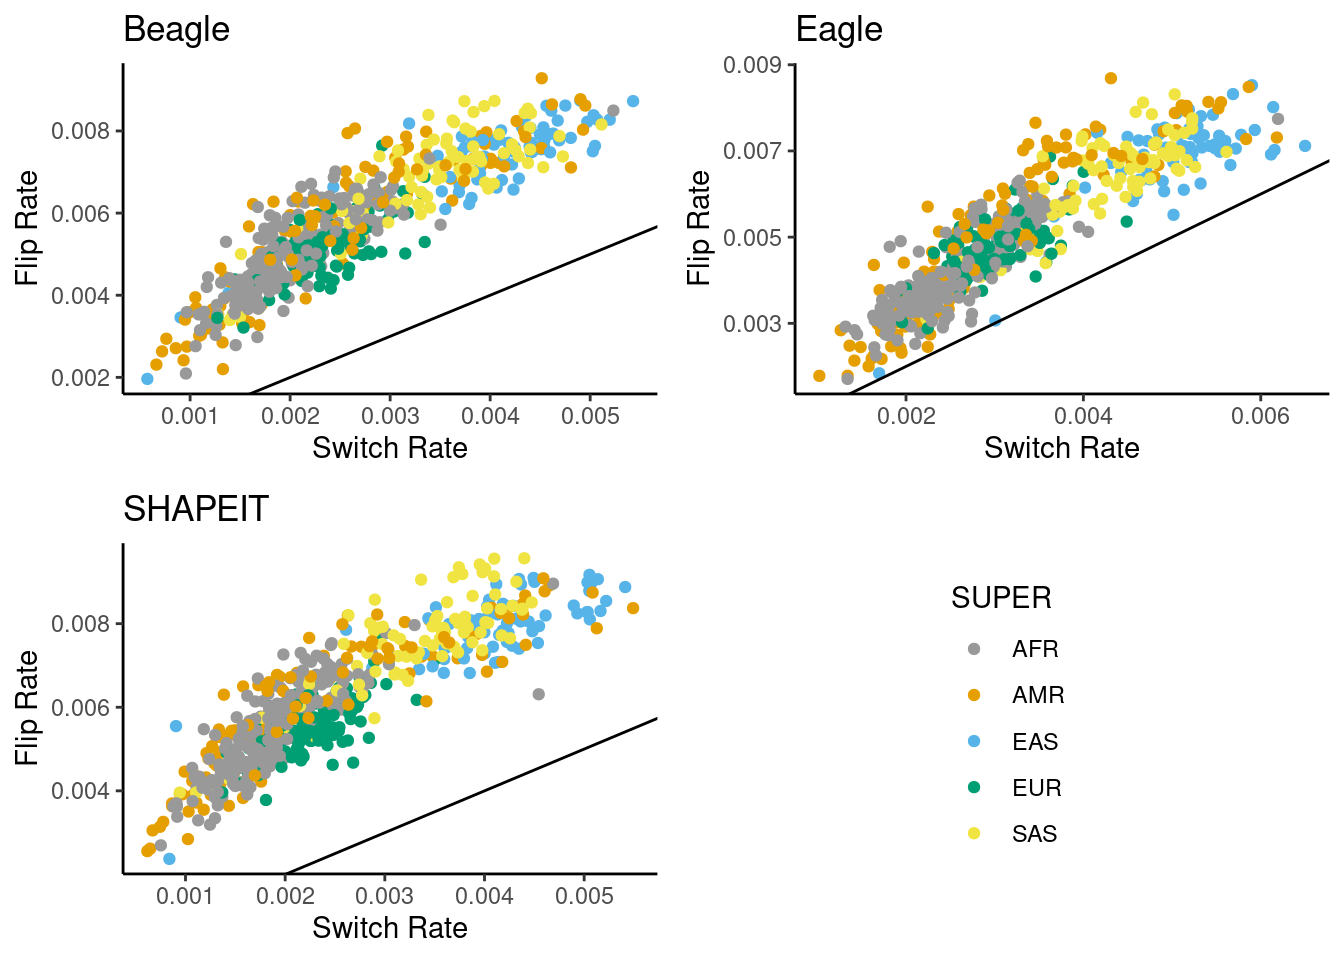 Beagle
Flip Rate
0.008
0.006
0.004
0.002
0.001 0.002 0.003 0.004 0.005
Switch Rate
Eagle
Flip Rate
0.009
0.007
0.005
0.003
0.002 0.004 0.006
Switch Rate
SHAPEIT
Flip Rate
0.008
0.006
0.004
0.001 0.002 0.003 0.004 0.005
Switch Rate
SUPER
AFR
AMR
EAS
EUR
SAS